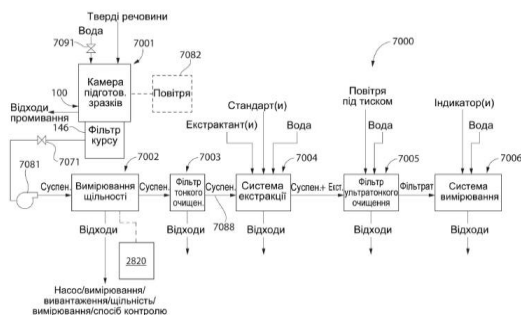 Тверді речовини
Вода
7091
7001
7082
7000
Камера
підготов.
зразків
100
Відходи
промивання
146
Фільтр
курсу
Повітря
Стандарт(и)
Екстрактант(и)
Вода
Повітря
під тиском
Вода
Індикатор(и)
Вода
7081
7071
7002
7003
7004
7005
7006
Суспен.
Вимірювання
щільності
Суспен.
Фільтр
тонкого
очищен.
Суспен.
7088
Система
екстракції
Суспен.+ Екст.
Фільтр
ультратонкого
очищення
Фільтрат
Система
вимірювання
Відходи
2820
Відходи
Відходи
Відходи
Відходи
Насос/вимірювання/
вивантаження/щільність/
вимірювання/спосіб контролю